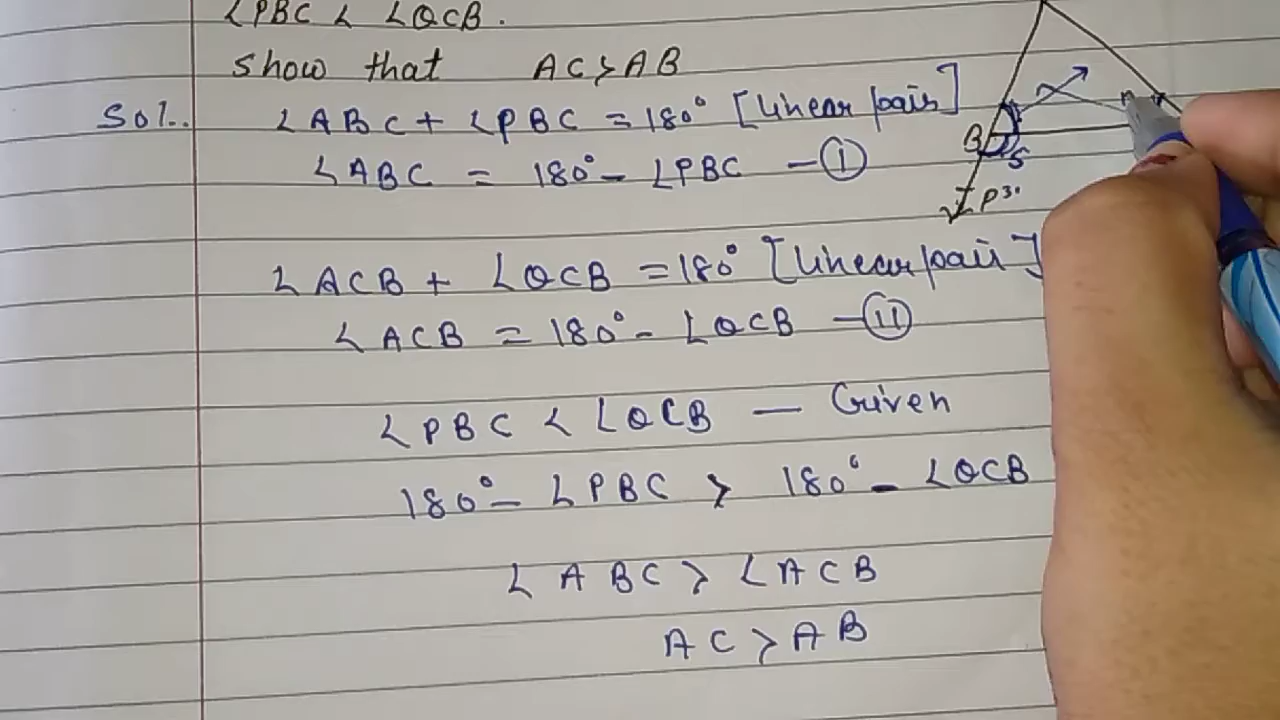 ∠PBC < ∠QCB.
Show that AC > AB
Sol.. ∠ABC + ∠PBC = 180° [linear pair]
∠ABC = 180° - ∠PBC - (I)
B
S
P 3.
∠ACB + ∠QCB = 180° [linear pair]
∠ACB = 180° - ∠QCB - (II)
∠PBC < ∠QCB — Given
180° - ∠PBC > 180° - ∠QCB
∠ABC > ∠ACB
AC > AB